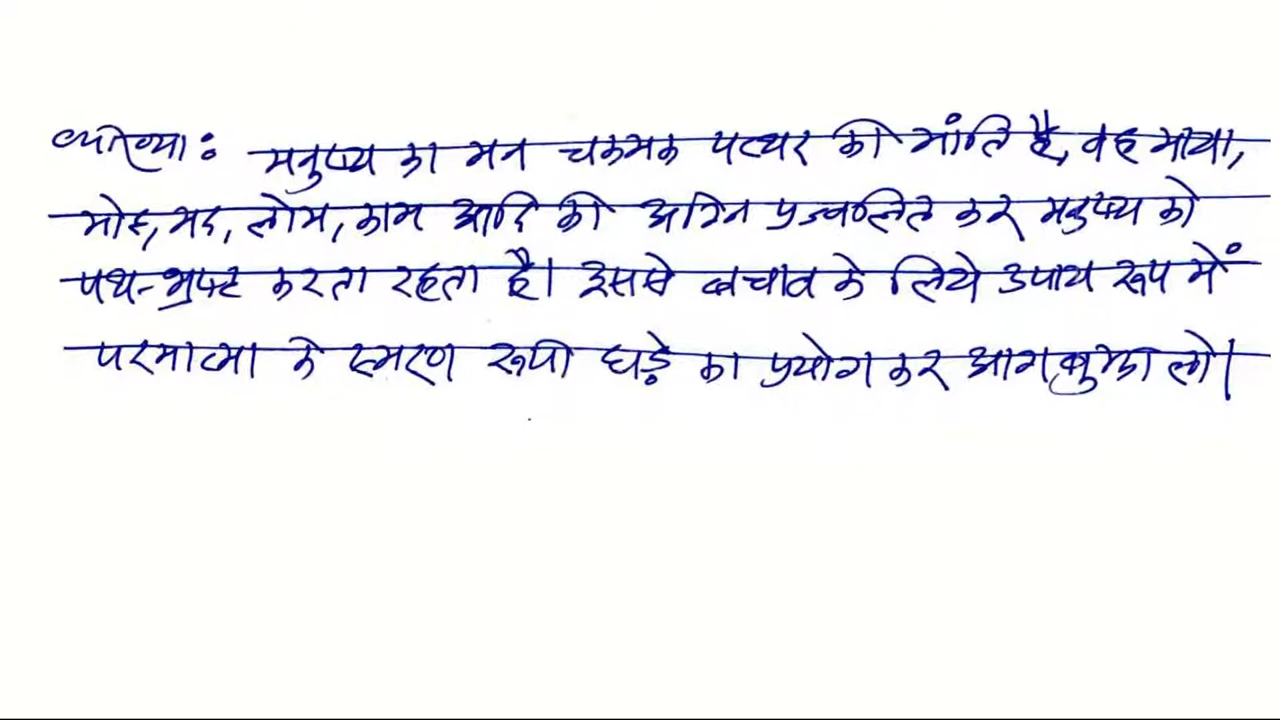 व्याख्या: मनुष्य का मन चकमक पत्थर की भांति है, वह माया,
मोह, मद, लोभ, काम आदि की अग्नि प्रज्वलित कर मनुष्य को
पथ-भ्रष्ट करता रहता है। इससे बचाव के लिये उपाय रूप में
परमात्मा के स्मरण रूपी घड़े का प्रयोग कर आग बुझा लो।